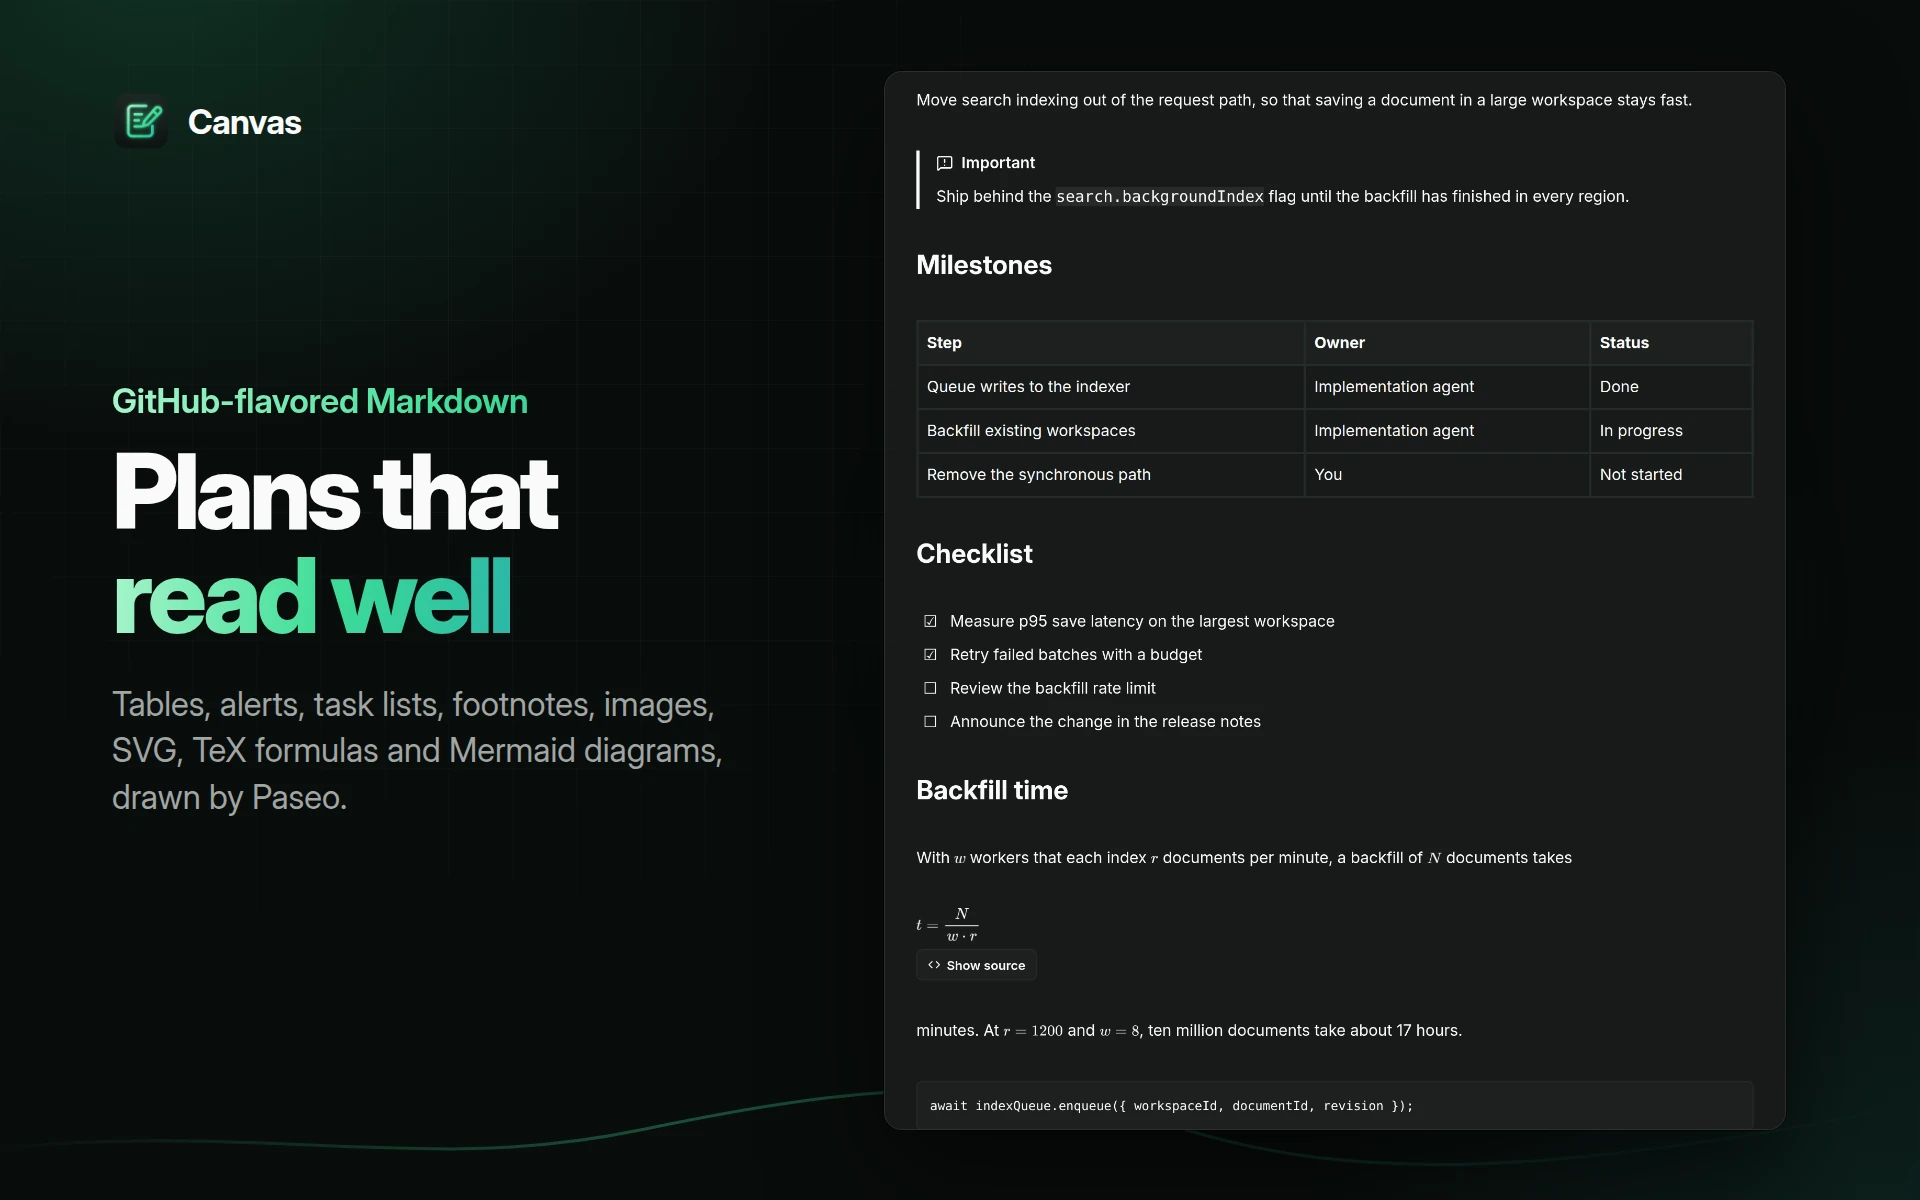 Canvas
GitHub-flavored Markdown
Plans that
read well
Tables, alerts, task lists, footnotes, images,
SVG, TeX formulas and Mermaid diagrams,
drawn by Paseo.
Move search indexing out of the request path, so that saving a document in a large workspace stays fast.
Important
Ship behind the search.backgroundIndex flag until the backfill has finished in every region.
Milestones
Step Owner Status
Queue writes to the indexer Implementation agent Done
Backfill existing workspaces Implementation agent In progress
Remove the synchronous path You Not started
Checklist
☑ Measure p95 save latency on the largest workspace
☑ Retry failed batches with a budget
☐ Review the backfill rate limit
☐ Announce the change in the release notes
Backfill time
With w workers that each index r documents per minute, a backfill of N documents takes
t = N / w · r
<> Show source
minutes. At r = 1200 and w = 8, ten million documents take about 17 hours.
await indexQueue.enqueue({ workspaceId, documentId, revision });